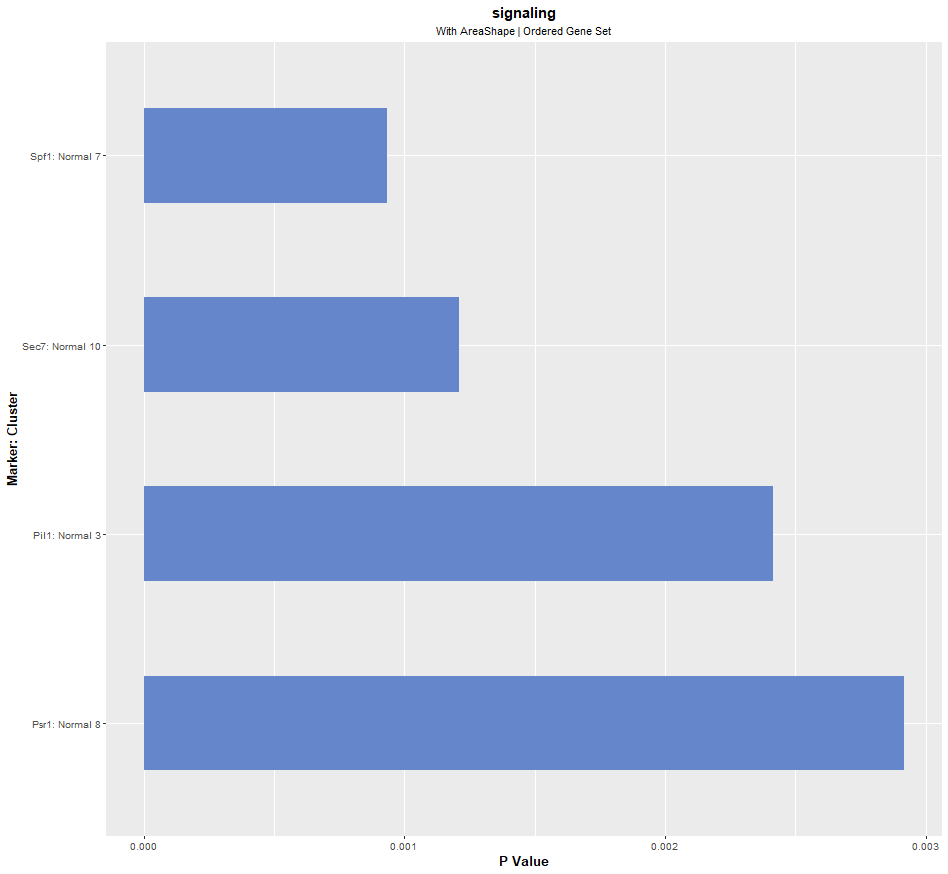 signaling
With AreaShape | Ordered Gene Set
Spf1: Normal 7
Sec7: Normal 10
Pil1: Normal 3
Psr1: Normal 8
Marker: Cluster
0.000
0.001
0.002
0.003
P Value